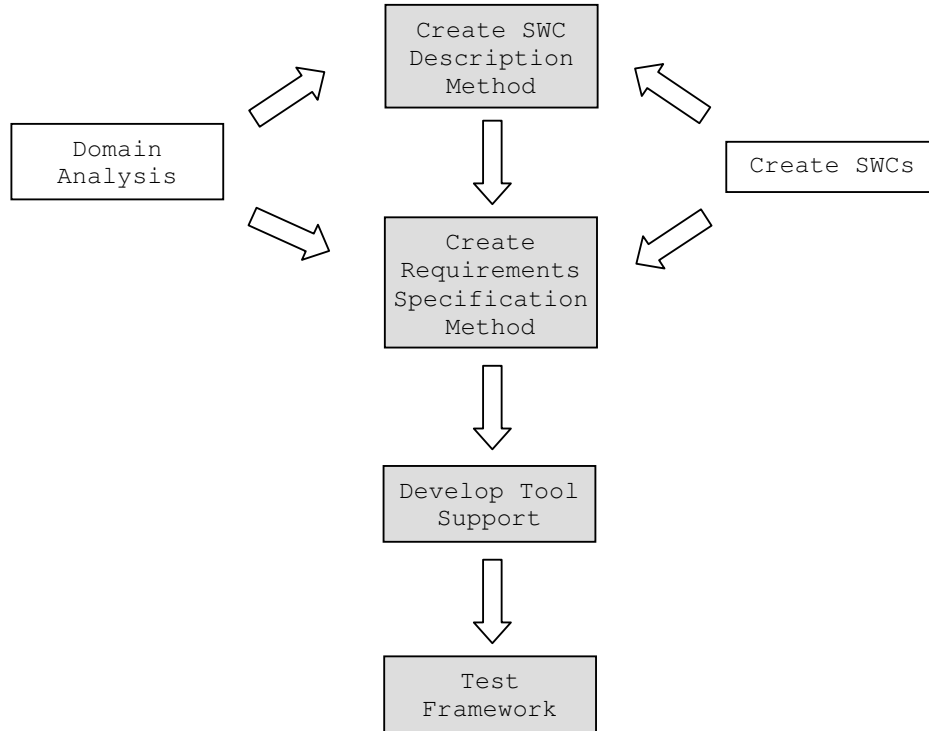 Create SWC
Description
Method
Domain
Analysis
Create SWCs
Create
Requirements
Specification
Method
Develop Tool
Support
Test
Framework